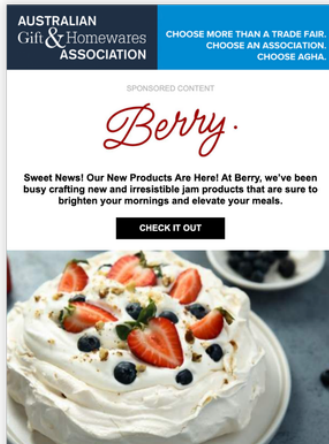 AUSTRALIAN
Gift & Homewares
ASSOCIATION
CHOOSE MORE THAN A TRADE FAIR.
CHOOSE AN ASSOCIATION.
CHOOSE AGHA.
SPONSORED CONTENT
Berry.
Sweet News! Our New Products Are Here! At Berry, we've been
busy crafting new and irresistible jam products that are sure to
brighten your mornings and elevate your meals.
CHECK IT OUT